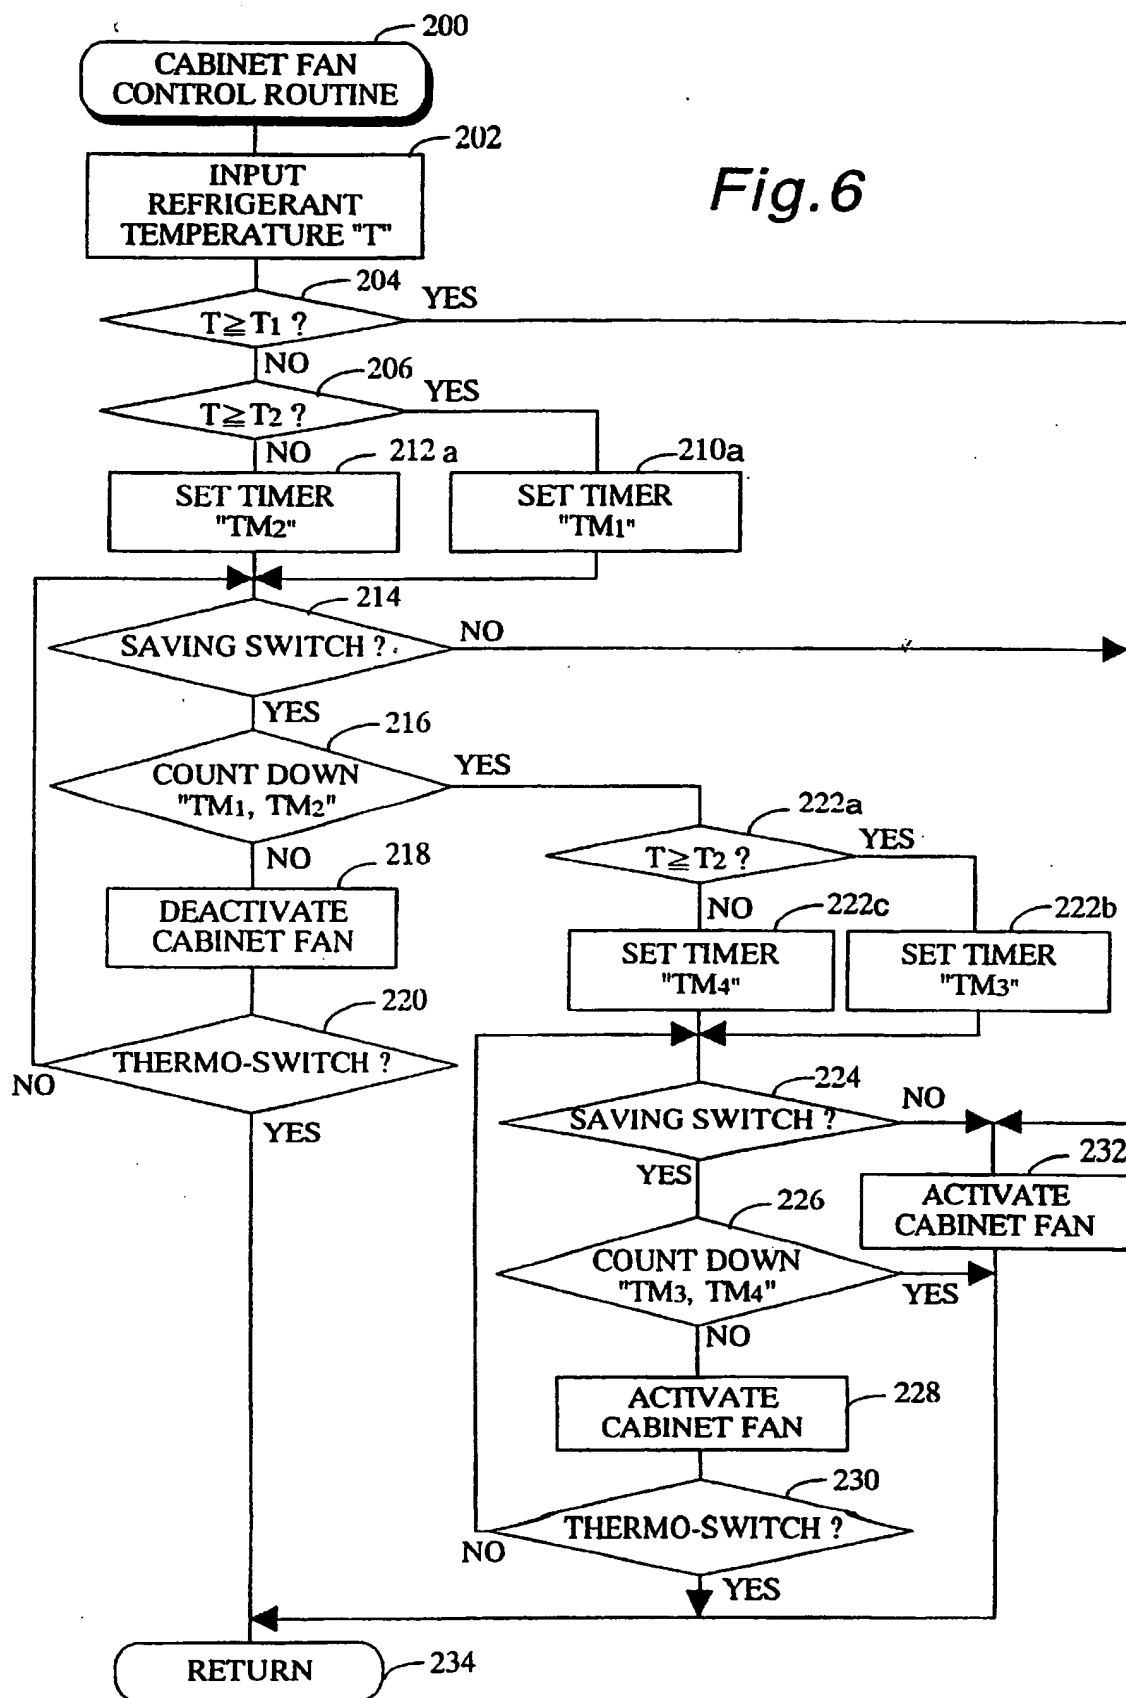 200
CABINET FAN
CONTROL ROUTINE
202
INPUT
REFRIGERANT
TEMPERATURE "T"
Fig.6
204
YES
T≧T1 ?
NO
206
YES
T≧T2 ?
NO
212 a
210a
SET TIMER
"TM2"
SET TIMER
"TM1"
214
SAVING SWITCH ?
NO
YES
216
COUNT DOWN
"TM1, TM2"
YES
222a
NO
218
T≧T2 ?
YES
DEACTIVATE
CABINET FAN
NO
222c
222b
SET TIMER
"TM4"
SET TIMER
"TM3"
220
THERMO-SWITCH ?
NO
YES
224
SAVING SWITCH ?
NO
YES
232
ACTIVATE
CABINET FAN
226
COUNT DOWN
"TM3, TM4"
YES
NO
ACTIVATE
CABINET FAN
228
230
THERMO-SWITCH ?
NO
YES
RETURN
234